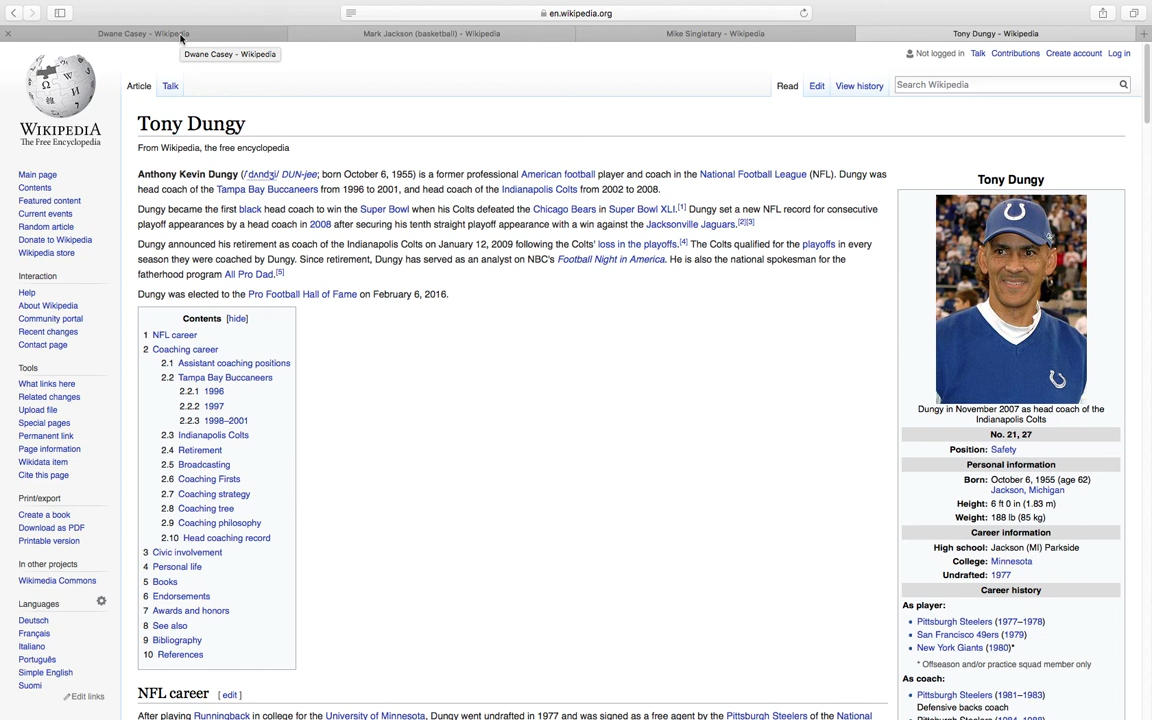 en.wikipedia.org
Dwane Casey - Wikipedia
Mark Jackson (basketball) - Wikipedia
Mike Singletary - Wikipedia
Tony Dungy - Wikipedia
Dwane Casey - Wikipedia
Not logged in Talk Contributions Create account Log in
WIKIPEDIA
The Free Encyclopedia
Article Talk
Read Edit View history
Search Wikipedia
Main page
Contents
Featured content
Current events
Random article
Donate to Wikipedia
Wikipedia store
Interaction
Help
About Wikipedia
Community portal
Recent changes
Contact page
Tools
What links here
Related changes
Upload file
Special pages
Permanent link
Page information
Wikidata item
Cite this page
Print/export
Create a book
Download as PDF
Printable version
In other projects
Wikimedia Commons
Languages
Deutsch
Français
Italiano
Português
Simple English
Suomi
Edit links
Tony Dungy
From Wikipedia, the free encyclopedia
Anthony Kevin Dungy (/ˈdʌndʒi/ DUN-jee; born October 6, 1955) is a former professional American football player and coach in the National Football League (NFL). Dungy was
head coach of the Tampa Bay Buccaneers from 1996 to 2001, and head coach of the Indianapolis Colts from 2002 to 2008.
Dungy became the first black head coach to win the Super Bowl when his Colts defeated the Chicago Bears in Super Bowl XLI.[1] Dungy set a new NFL record for consecutive
playoff appearances by a head coach in 2008 after securing his tenth straight playoff appearance with a win against the Jacksonville Jaguars.[2][3]
Dungy announced his retirement as coach of the Indianapolis Colts on January 12, 2009 following the Colts' loss in the playoffs.[4] The Colts qualified for the playoffs in every
season they were coached by Dungy. Since retirement, Dungy has served as an analyst on NBC's Football Night in America. He is also the national spokesman for the
fatherhood program All Pro Dad.[5]
Dungy was elected to the Pro Football Hall of Fame on February 6, 2016.
Contents [hide]
1 NFL career
2 Coaching career
2.1 Assistant coaching positions
2.2 Tampa Bay Buccaneers
2.2.1 1996
2.2.2 1997
2.2.3 1998–2001
2.3 Indianapolis Colts
2.4 Retirement
2.5 Broadcasting
2.6 Coaching Firsts
2.7 Coaching strategy
2.8 Coaching tree
2.9 Coaching philosophy
2.10 Head coaching record
3 Civic involvement
4 Personal life
5 Books
6 Endorsements
7 Awards and honors
8 See also
9 Bibliography
10 References
NFL career [ edit ]
After playing Runningback in college for the University of Minnesota, Dungy went undrafted in 1977 and was signed as a free agent by the Pittsburgh Steelers of the National
Tony Dungy
Dungy in November 2007 as head coach of the
Indianapolis Colts
No. 21, 27
Position: Safety
Personal information
Born: October 6, 1955 (age 62)
Jackson, Michigan
Height: 6 ft 0 in (1.83 m)
Weight: 188 lb (85 kg)
Career information
High school: Jackson (MI) Parkside
College: Minnesota
Undrafted: 1977
Career history
As player:
• Pittsburgh Steelers (1977–1978)
• San Francisco 49ers (1979)
• New York Giants (1980)*
* Offseason and/or practice squad member only
As coach:
• Pittsburgh Steelers (1981–1983)
Defensive backs coach